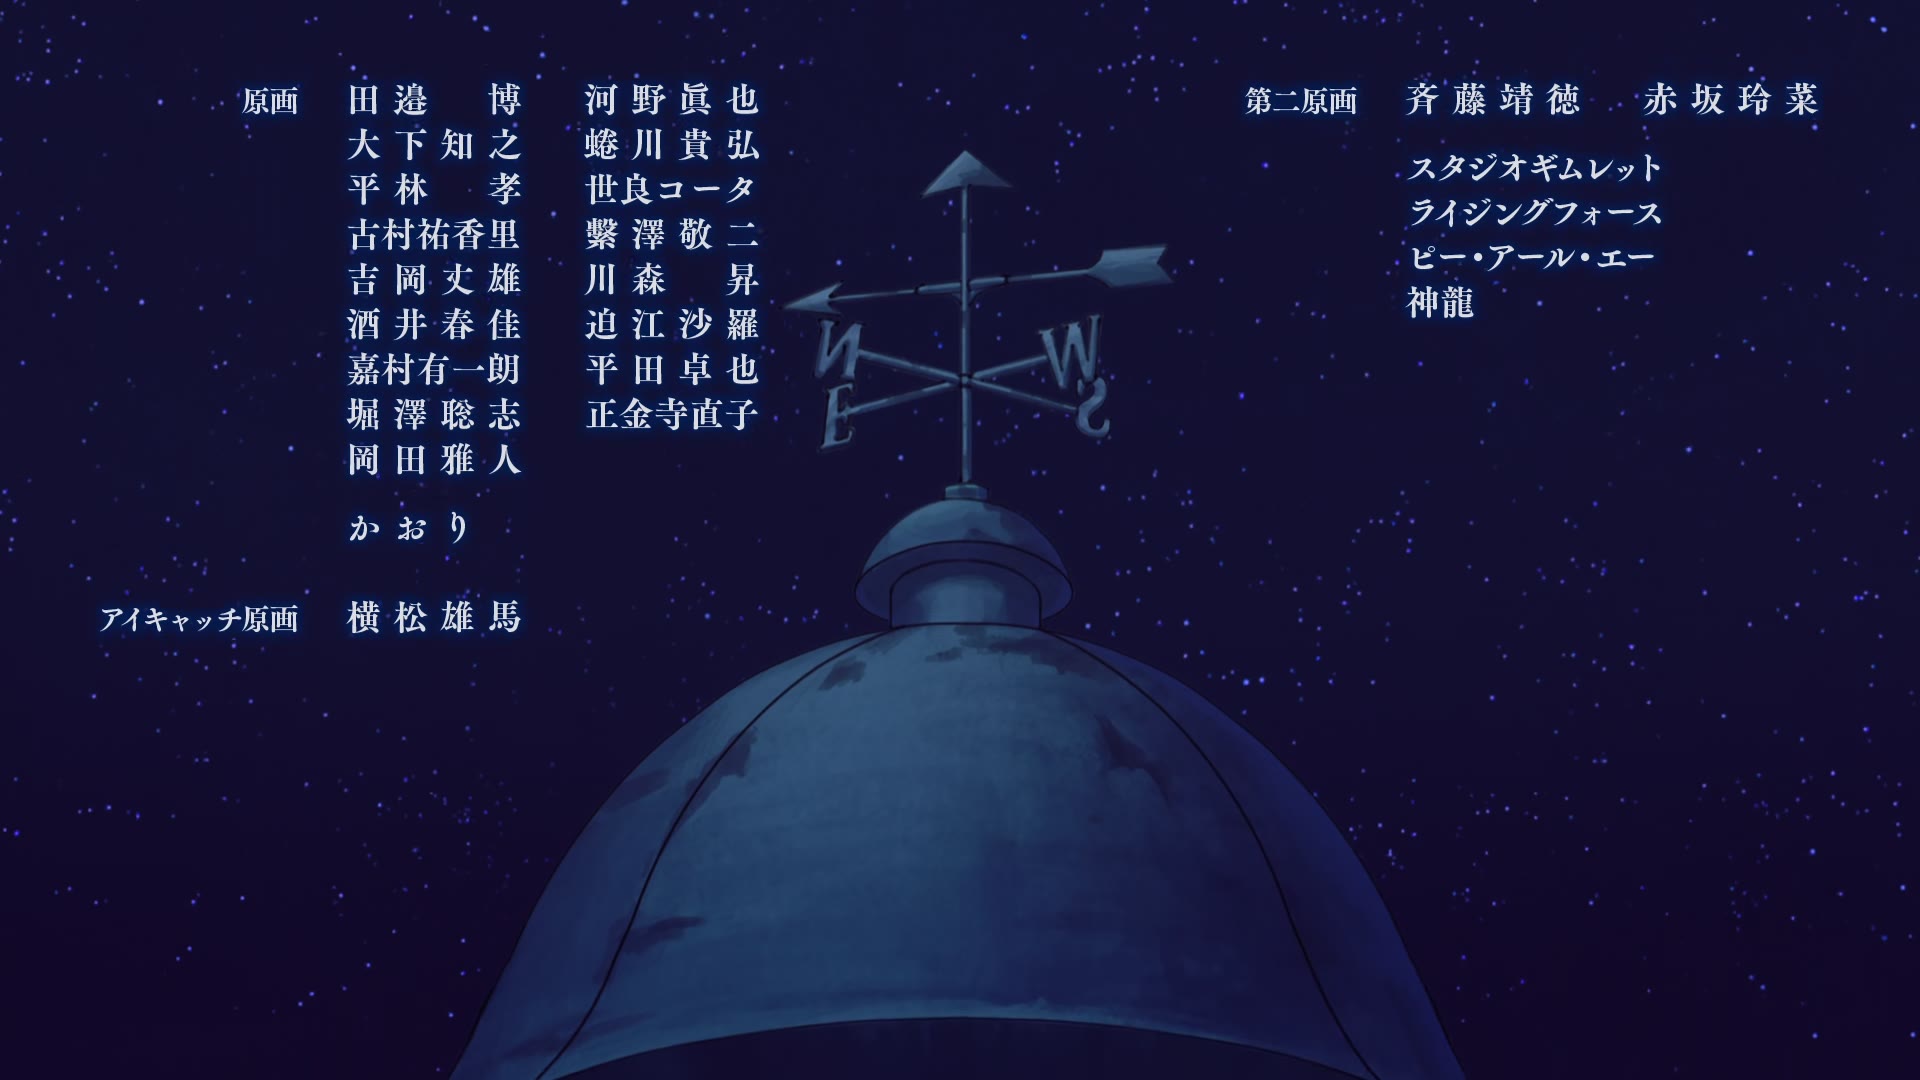 原画 田邉 博 河野眞也
大下知之 蜷川貴弘
平林 孝 世良コータ
古村祐香里 繫澤敬二
吉岡丈雄 川森 昇
酒井春佳 迫江沙羅
嘉村有一朗 平田卓也
堀澤聡志 正金寺直子
岡田雅人
かおり
アイキャッチ原画 横松雄馬
第二原画 斉藤靖徳 赤坂玲菜
スタジオギムレット
ライジングフォース
ピー・アール・エー
神龍
N
W
E
S